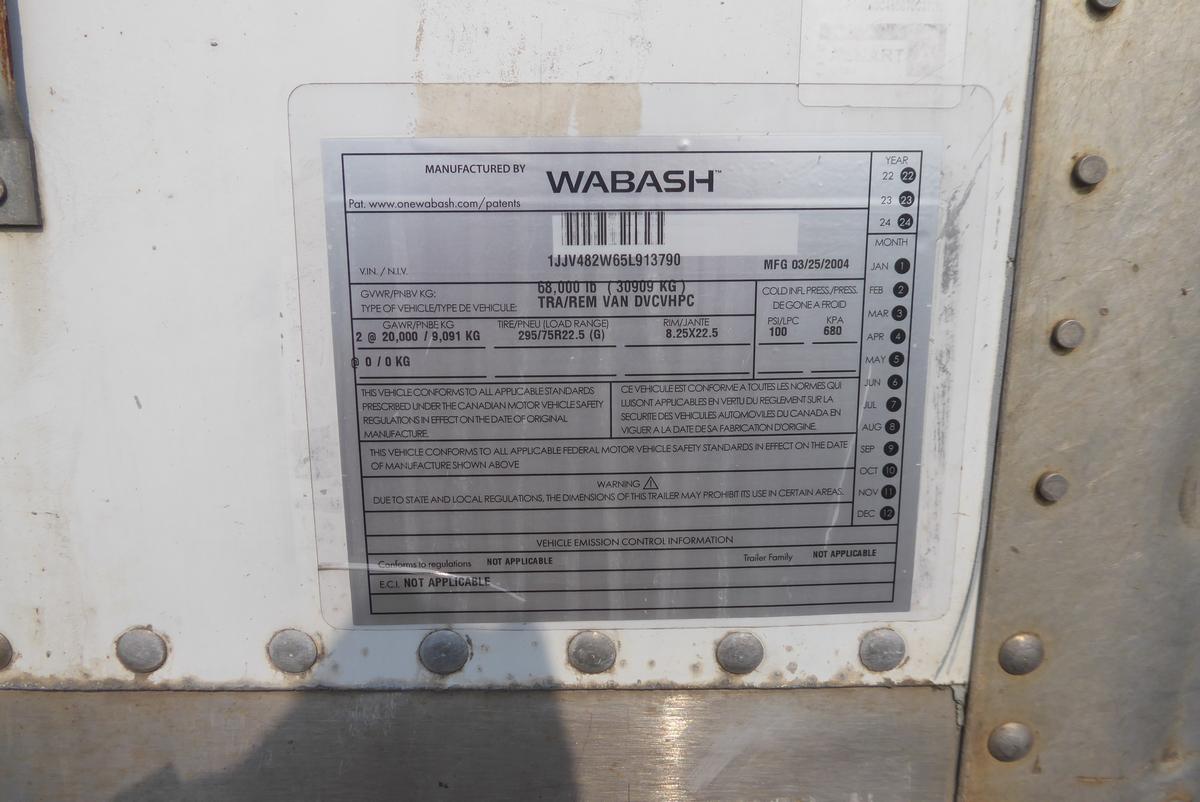 MANUFACTURED BY WABASH™
Pat. www.onewabash.com/patents
1JJV482W65L913790
V.I.N. / N.I.V.
MFG 03/25/2004
GVWR/PNBV KG: 68,000 lb ( 30909 KG )
TYPE OF VEHICLE/TYPE DE VEHICULE: TRA/REM VAN DVCVHPC
COLD INFL PRESS/PRESS.
DE GONE A FROID
GAWR/PNBE KG TIRE/PNEU (LOAD RANGE) RIM/JANTE PSI/LPC KPA
2 @ 20,000 / 9,091 KG 295/75R22.5 (G) 8.25X22.5 100 680
@ 0 / 0 KG
THIS VEHICLE CONFORMS TO ALL APPLICABLE STANDARDS
PRESCRIBED UNDER THE CANADIAN MOTOR VEHICLE SAFETY
REGULATIONS IN EFFECT ON THE DATE OF ORIGINAL
MANUFACTURE.
CE VEHICULE EST CONFORME A TOUTES LES NORMES QUI
LUISONT APPLICABLES EN VERTU DU REGLEMENT SUR LA
SECURITE DES VEHICULES AUTOMOVILES DU CANADA EN
VIGUER A LA DATE DE SA FABRICATION D'ORIGINE.
THIS VEHICLE CONFORMS TO ALL APPLICABLE FEDERAL MOTOR VEHICLE SAFETY STANDARDS IN EFFECT ON THE DATE
OF MANUFACTURE SHOWN ABOVE
WARNING
DUE TO STATE AND LOCAL REGULATIONS, THE DIMENSIONS OF THIS TRAILER MAY PROHIBIT ITS USE IN CERTAIN AREAS.
VEHICLE EMISSION CONTROL INFORMATION
Conforms to regulations NOT APPLICABLE Trailer Family NOT APPLICABLE
E.C.I. NOT APPLICABLE
YEAR
22 22
23 23
24 24
MONTH
JAN 1
FEB 2
MAR 3
APR 4
MAY 5
JUN 6
JUL 7
AUG 8
SEP 9
OCT 10
NOV 11
DEC 12